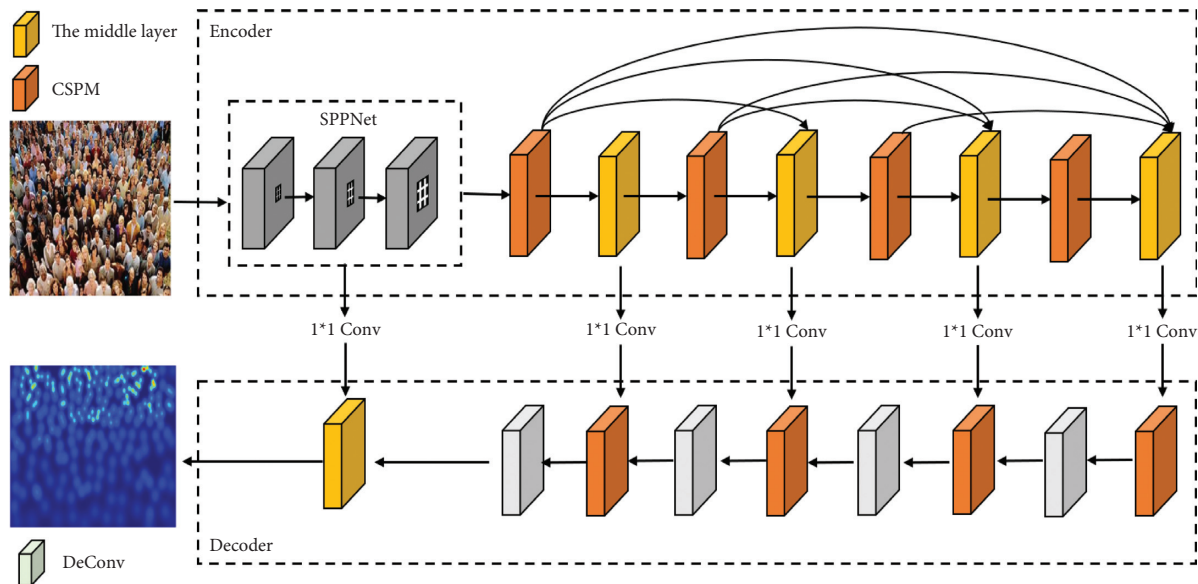 The middle layer
CSPM
Encoder
SPPNet
1*1 Conv
1*1 Conv
1*1 Conv
1*1 Conv
1*1 Conv
Decoder
DeConv